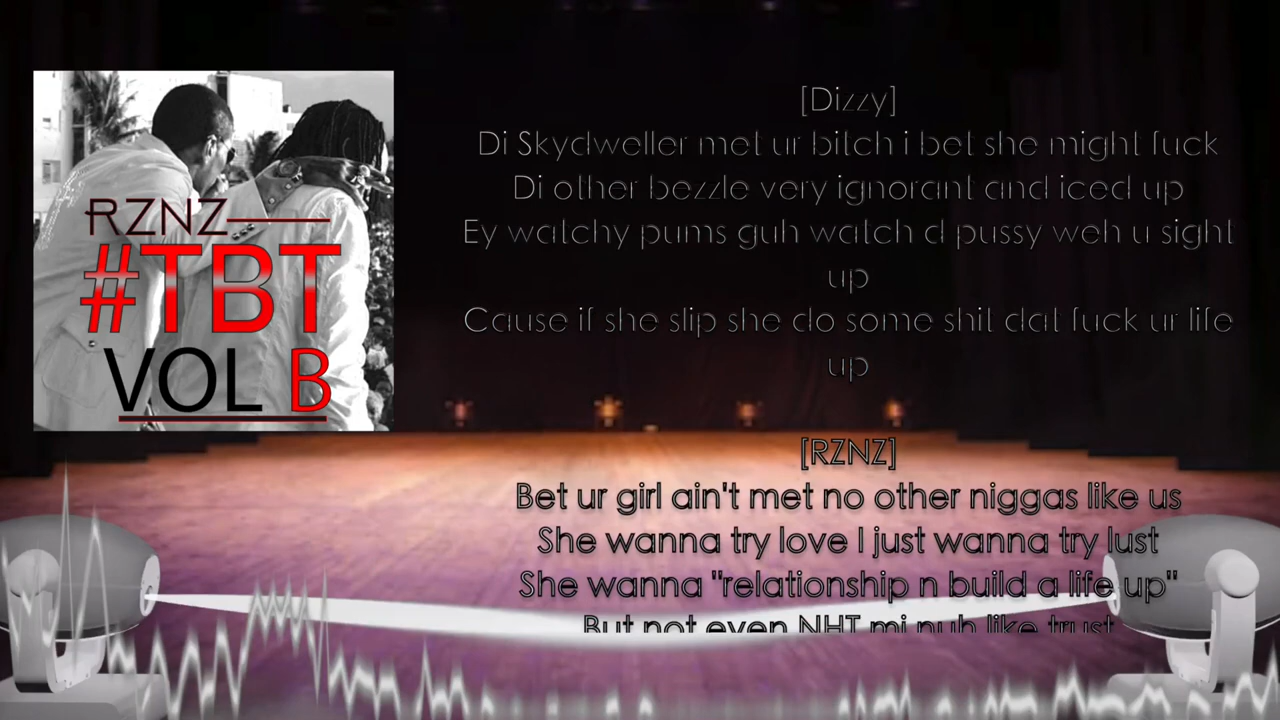 RZNZ
#TBT
VOL B
[Dizzy]
Di Skydweller met ur bitch i bet she might fuck
Di other bezzle very ignorant and iced up
Ey watchy pums guh watch d pussy weh u sight
up
Cause if she slip she do some shit dat fuck ur life
up
[RZNZ]
Bet ur girl ain't met no other niggas like us
She wanna try love I just wanna try lust
She wanna "relationship n build a life up"
But not even NHT mi nuh like trust